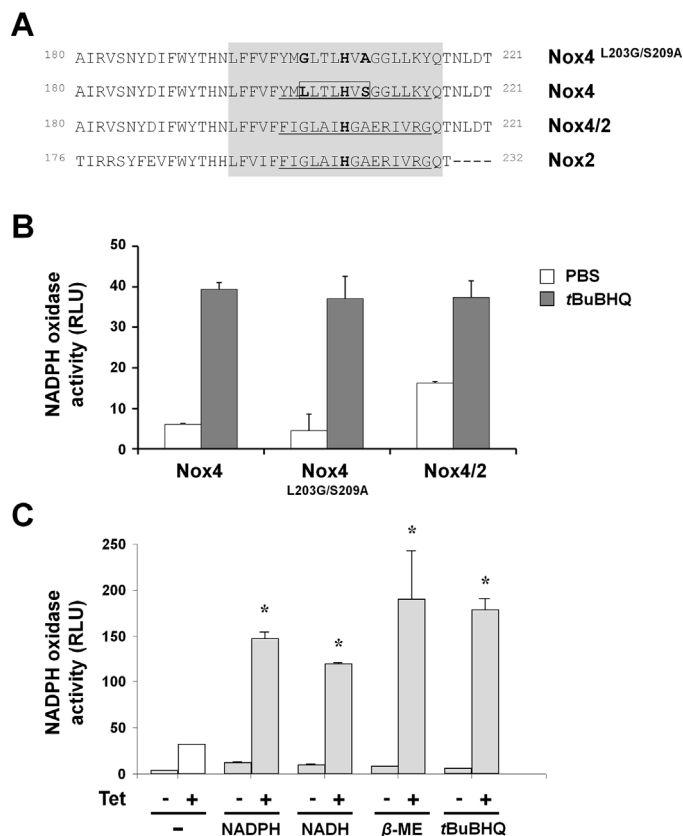 A
180 AIRVSNYDIFWYTHNLFFVFYMGLTLHVAGGLLKYQTNLDT 221 Nox4 L203G/S209A
180 AIRVSNYDIFWYTHNLFFVFYMLLTLHVSGGLLKYQTNLDT 221 Nox4
180 AIRVSNYDIFWYTHNLFFVFFIGLAIHGAERIVRGQTNLDT 221 Nox4/2
176 TIRRSYFEVFWYTHHLFVIFFIGLAIHGAERIVRGQT---- 232 Nox2
B
NADPH oxidase
activity (RLU)
50
40
30
20
10
0
PBS
tBuBHQ
Nox4 Nox4 Nox4/2
L203G/S209A
C
NADPH oxidase
activity (RLU)
250
200
150
100
50
0
* * * *
Tet - + - + - + - + - +
– NADPH NADH β-ME tBuBHQ